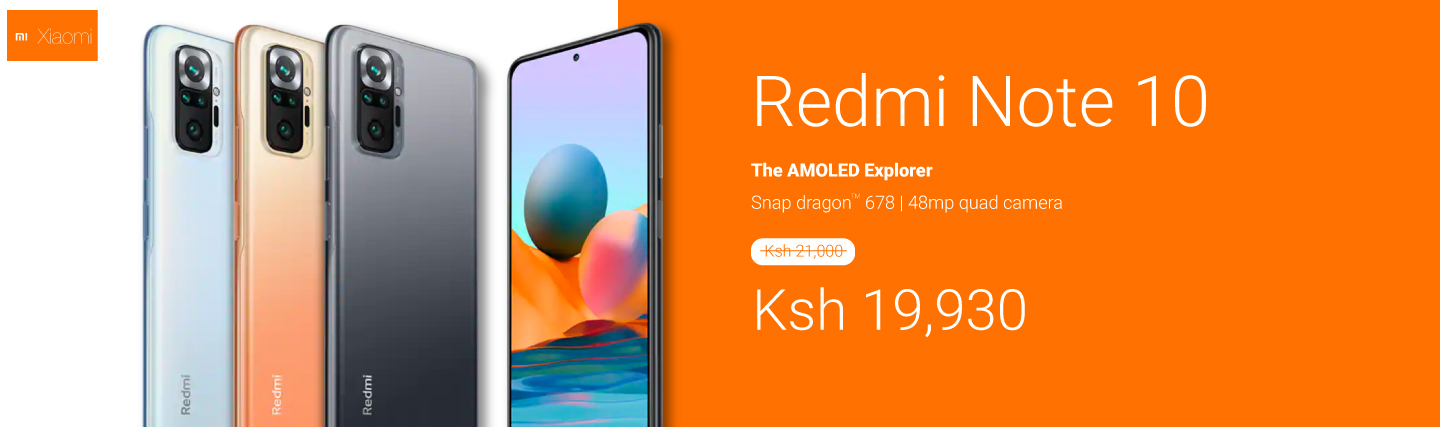 mi Xiaomi
Redmi Note 10
The AMOLED Explorer
Snap dragon™ 678 | 48mp quad camera
Ksh 21,000
Ksh 19,930
Redmi
Redmi
Redmi